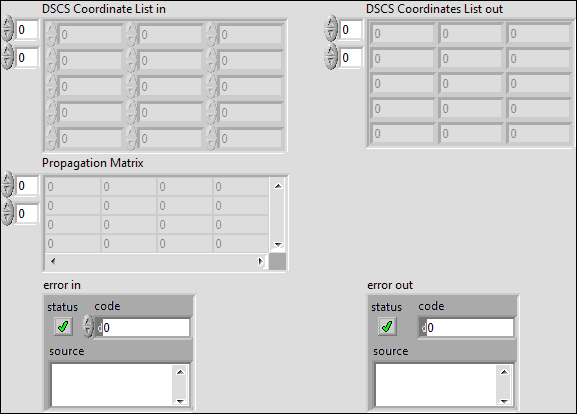 DSCS Coordinate List in
DSCS Coordinates List out
0 0 0 0 0 0 0 0
0 0 0 0 0 0 0 0
0 0 0 0 0 0
0 0 0 0 0 0
0 0 0 0 0 0
Propagation Matrix
0 0 0 0 0
0 0 0 0 0
0 0 0 0
0 0 0 0
error in
error out
status code
status code
d 0
d 0
source
source